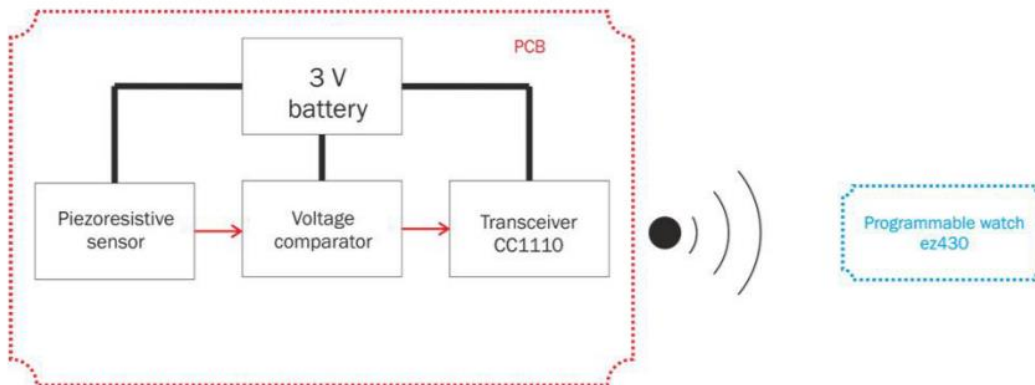 PCB
3 V
battery
Piezoresistive
sensor
Voltage
comparator
Transceiver
CC1110
Programmable watch
ez430